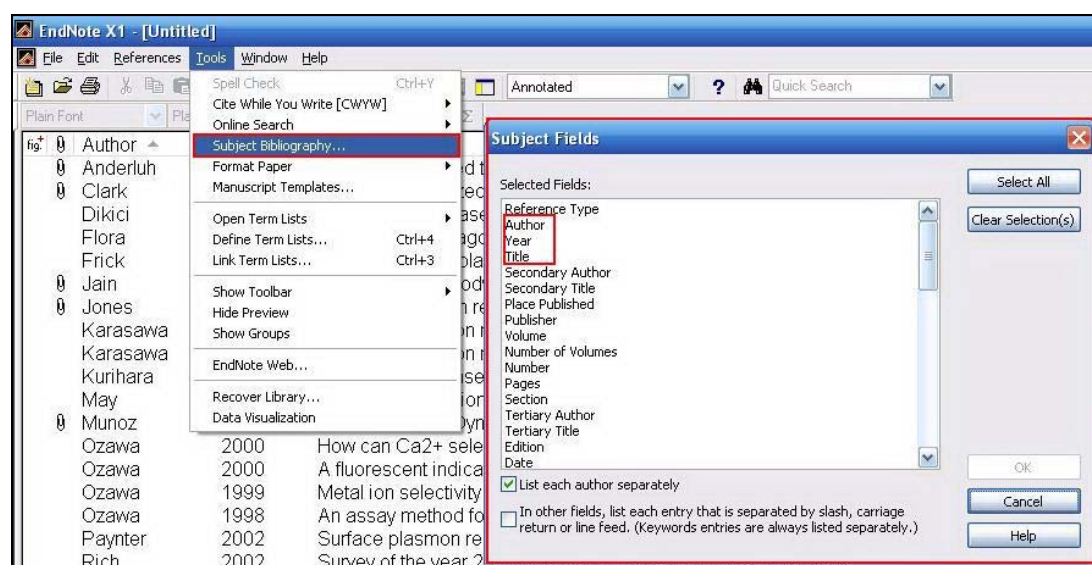 EndNote X1 - [Untitled]
File Edit References Tools Window Help
Annotated ? Quick Search
Plain Font
Spell Check Ctrl+Y
Cite While You Write [CWYW]
Online Search
Subject Bibliography...
Format Paper
Manuscript Templates...
Open Term Lists
Define Term Lists... Ctrl+4
Link Term Lists... Ctrl+3
Show Toolbar
Hide Preview
Show Groups
EndNote Web...
Recover Library...
Data Visualization
Author
Anderluh
Clark
Dikici
Flora
Frick
Jain
Jones
Karasawa
Karasawa
Kurihara
May
Munoz
Ozawa 2000 How can Ca2+ sele
Ozawa 2000 A fluorescent indica
Ozawa 1999 Metal ion selectivity
Ozawa 1998 An assay method fo
Paynter 2002 Surface plasmon re
Rich 2002 Survey of the year 2
Subject Fields
Selected Fields:
Reference Type
Author
Year
Title
Secondary Author
Secondary Title
Place Published
Publisher
Volume
Number of Volumes
Number
Pages
Section
Tertiary Author
Tertiary Title
Edition
Date
List each author separately
In other fields, list each entry that is separated by slash, carriage
return or line feed. (Keywords entries are always listed separately.)
Select All
Clear Selection(s)
OK
Cancel
Help